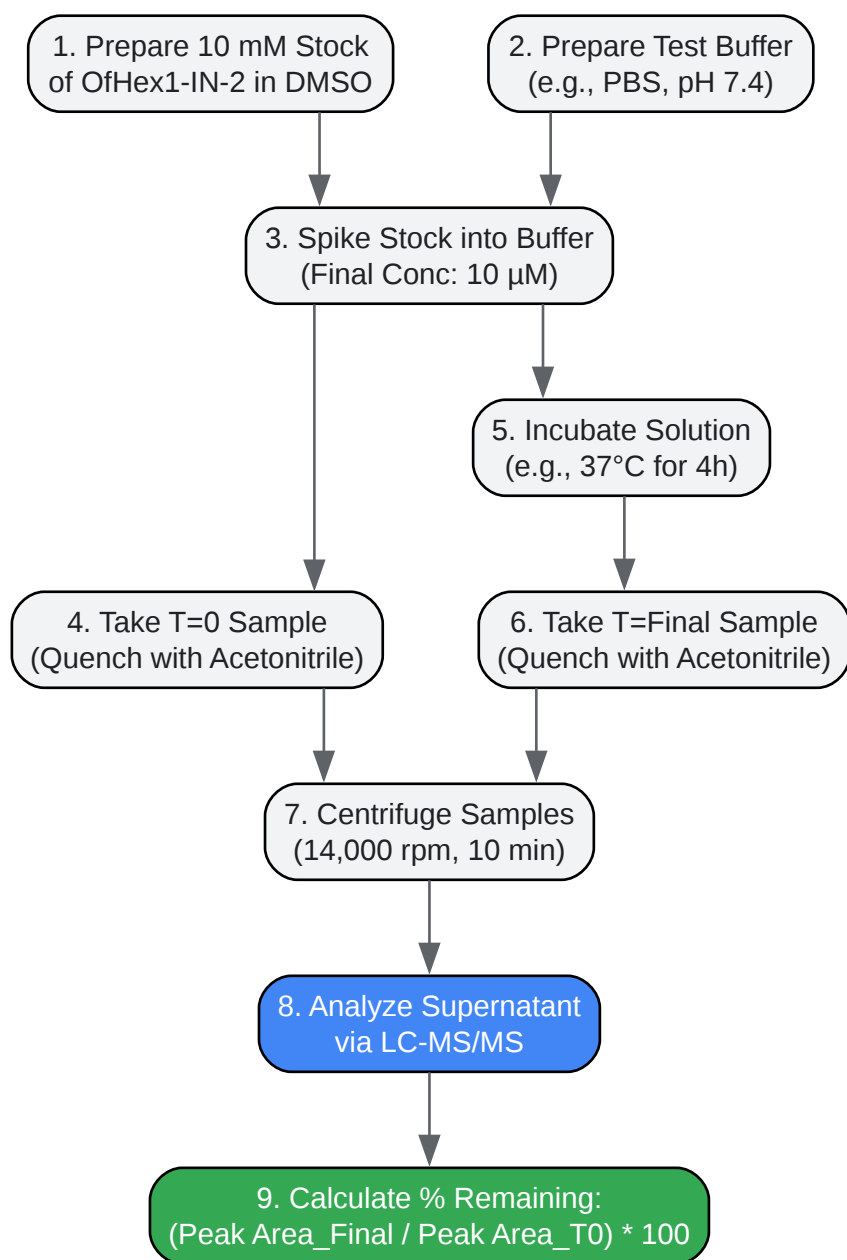 1. Prepare 10 mM Stock
of OfHex1-IN-2 in DMSO
2. Prepare Test Buffer
(e.g., PBS, pH 7.4)
3. Spike Stock into Buffer
(Final Conc: 10 µM)
5. Incubate Solution
(e.g., 37°C for 4h)
4. Take T=0 Sample
(Quench with Acetonitrile)
6. Take T=Final Sample
(Quench with Acetonitrile)
7. Centrifuge Samples
(14,000 rpm, 10 min)
8. Analyze Supernatant
via LC-MS/MS
9. Calculate % Remaining:
(Peak Area_Final / Peak Area_T0) * 100